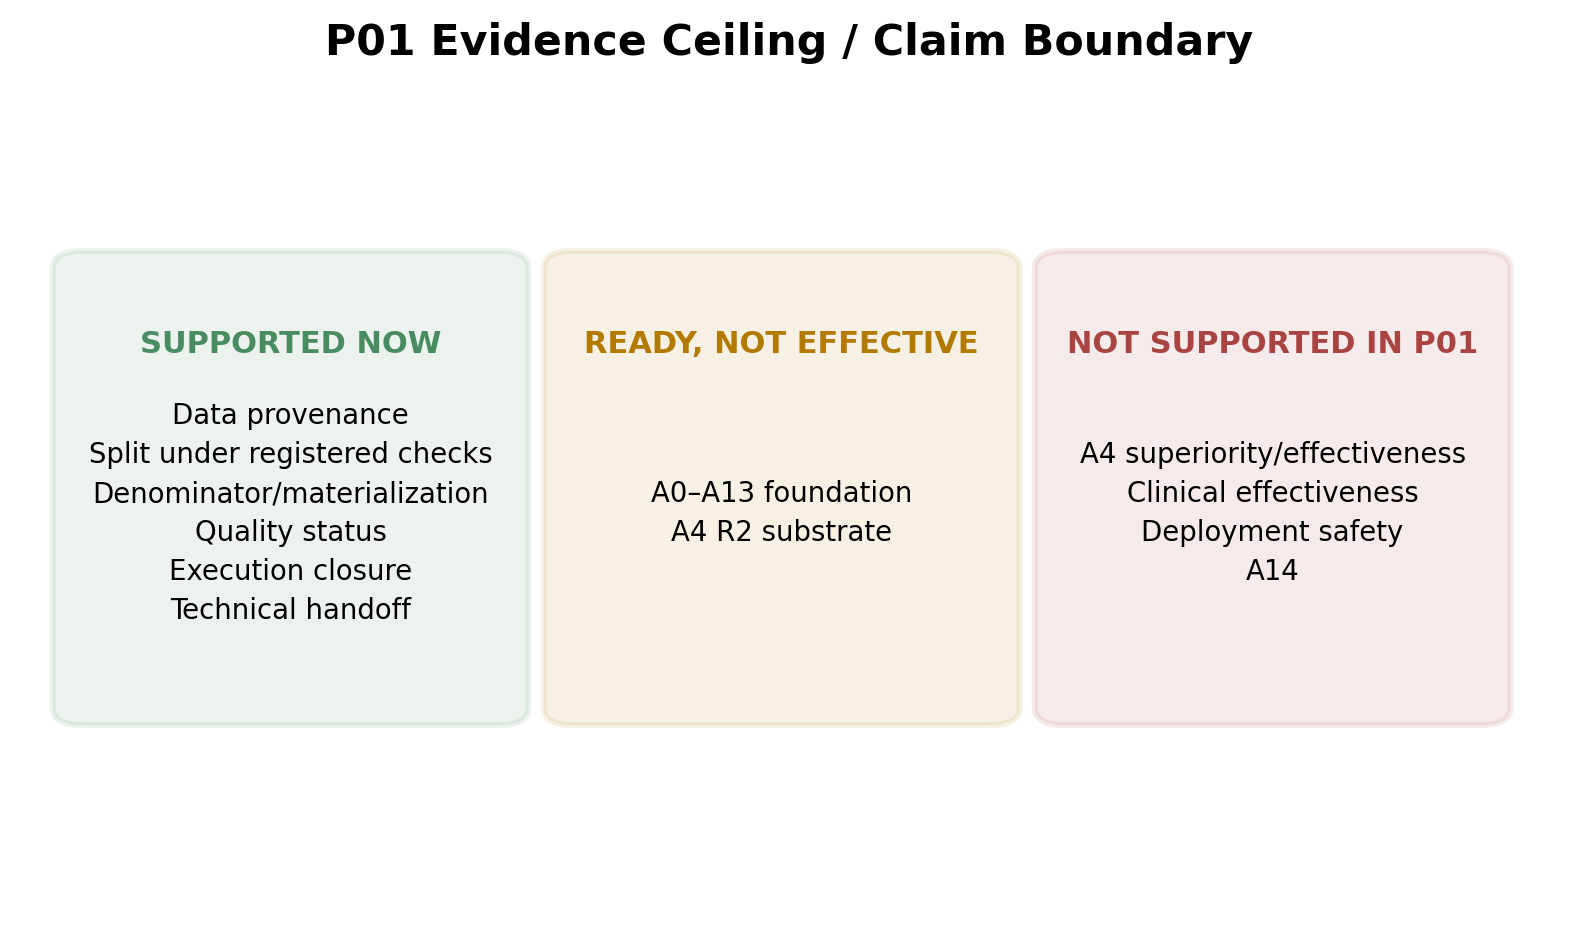 P01 Evidence Ceiling / Claim Boundary
SUPPORTED NOW
Data provenance
Split under registered checks
Denominator/materialization
Quality status
Execution closure
Technical handoff
READY, NOT EFFECTIVE
A0–A13 foundation
A4 R2 substrate
NOT SUPPORTED IN P01
A4 superiority/effectiveness
Clinical effectiveness
Deployment safety
A14